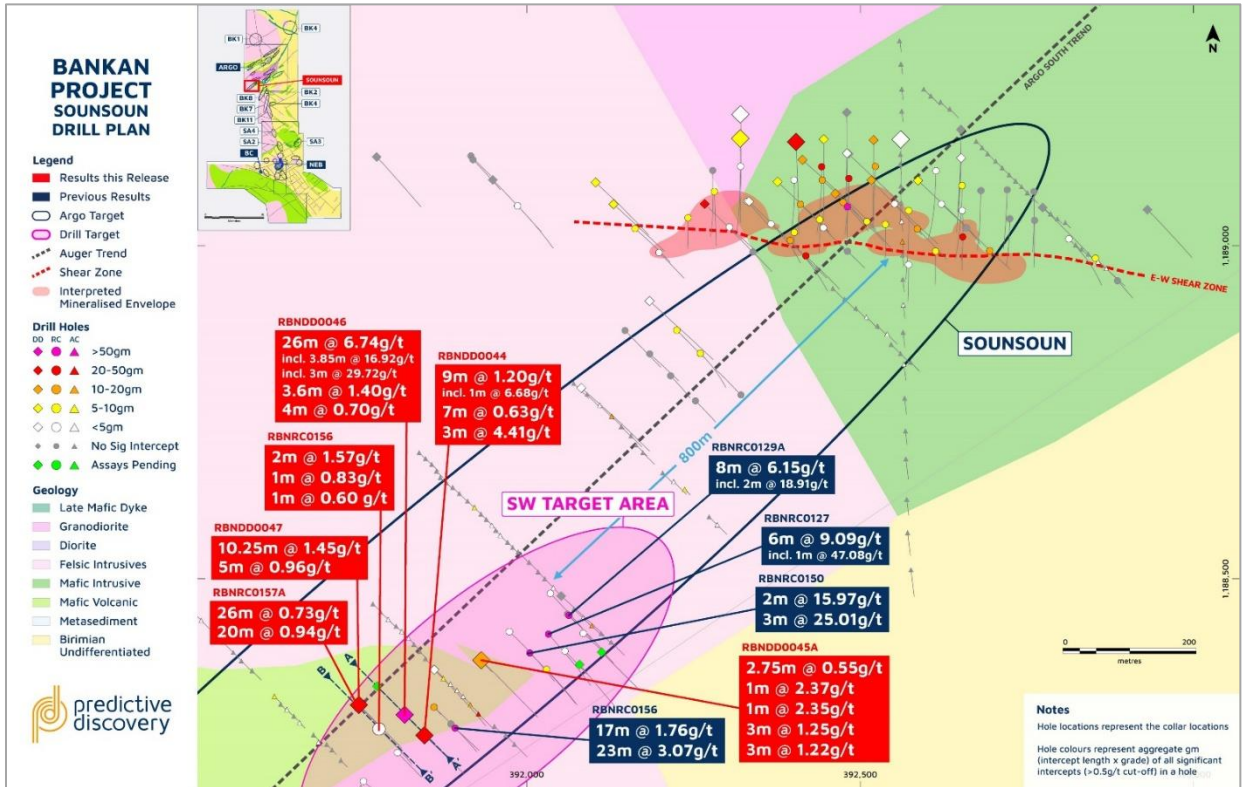 BANKAN
PROJECT
SOUNSOUN
DRILL PLAN
Legend
Results this Release
Previous Results
Argo Target
Drill Target
Auger Trend
Shear Zone
Interpreted
Mineralised Envelope
Drill Holes
DD RC AC
>50gm
20-50gm
10-20gm
5-10gm
<5gm
No Sig Intercept
Assays Pending
Geology
Late Mafic Dyke
Granodiorite
Diorite
Felsic Intrusives
Mafic Intrusive
Mafic Volcanic
Metasediment
Birimian
Undifferentiated
predictive
discovery
BK1
BK4
ARGO
SOUNSOUN
BK8
BK2
BK7
BK4
BK11
SA4
SA2
SA3
BC
NEB
N
ARGO SOUTH TREND
1,189,000
E-W SHEAR ZONE
SOUNSOUN
800m
RBNDD0046
26m @ 6.74g/t
incl. 3.85m @ 16.92g/t
incl. 3m @ 29.72g/t
3.6m @ 1.40g/t
4m @ 0.70g/t
RBNDD0044
9m @ 1.20g/t
incl. 1m @ 6.68g/t
7m @ 0.63g/t
3m @ 4.41g/t
RBNRC0156
2m @ 1.57g/t
1m @ 0.83g/t
1m @ 0.60 g/t
RBNRC0129A
8m @ 6.15g/t
incl. 2m @ 18.91g/t
SW TARGET AREA
RBNDD0047
10.25m @ 1.45g/t
5m @ 0.96g/t
RBNRC0127
6m @ 9.09g/t
incl. 1m @ 47.08g/t
1,188,500
RBNRC0157A
26m @ 0.73g/t
20m @ 0.94g/t
RBNRC0150
2m @ 15.97g/t
3m @ 25.01g/t
0 200
metres
RBNDD0045A
2.75m @ 0.55g/t
1m @ 2.37g/t
1m @ 2.35g/t
3m @ 1.25g/t
3m @ 1.22g/t
A
B
RBNRC0156
17m @ 1.76g/t
23m @ 3.07g/t
A'
B'
Notes
Hole locations represent the collar locations
Hole colours represent aggregate gm
(intercept length x grade) of all significant
intercepts (>0.5g/t cut-off) in a hole
392,000
392,500